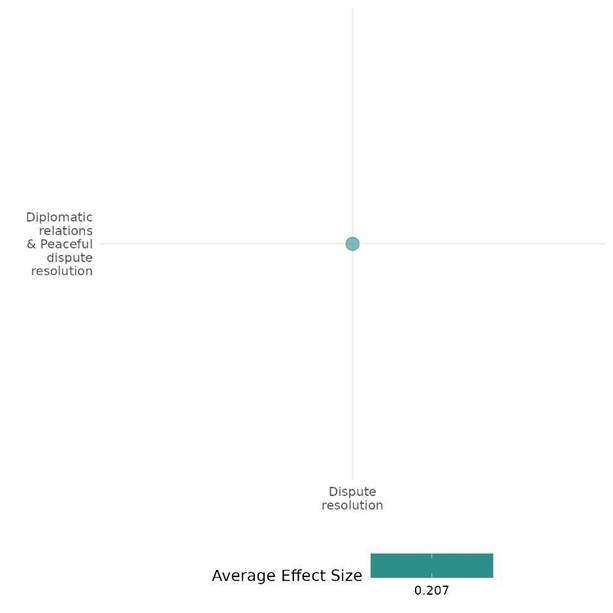 Diplomatic
relations
& Peaceful
dispute
resolution
Dispute
resolution
Average Effect Size
0.207